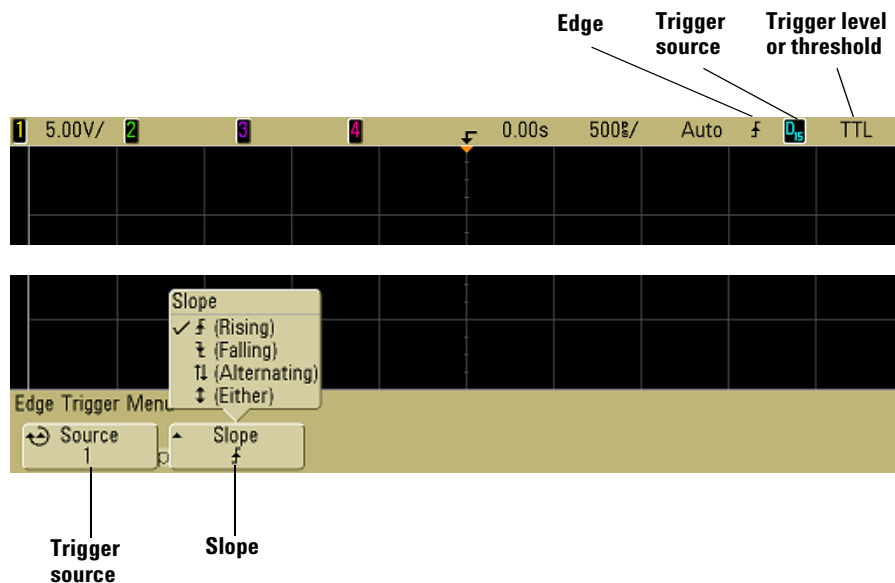 Edge Trigger Trigger level
source or threshold
1 5.00V/ 2 3 4 0.00s 500 / Auto D15 TTL
Slope
(Rising)
(Falling)
(Alternating)
(Either)
Edge Trigger Menu
Source Slope
1
Trigger Slope
source